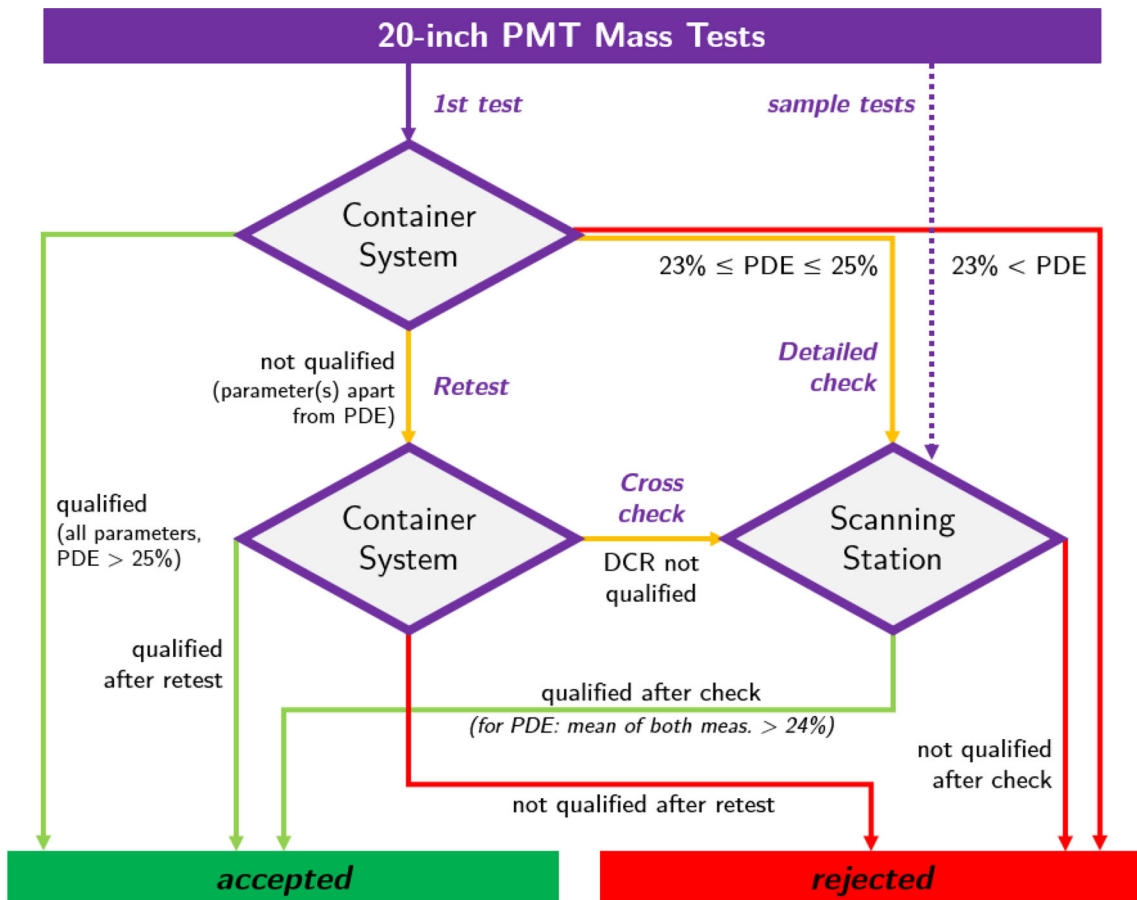 20-inch PMT Mass Tests
1st test
sample tests
Container
System
23% ≤ PDE ≤ 25%
23% < PDE
not qualified
(parameter(s) apart
from PDE)
Retest
Detailed
check
qualified
(all parameters,
PDE > 25%)
Container
System
Cross
check
DCR not
qualified
Scanning
Station
qualified
after retest
qualified after check
(for PDE: mean of both meas. > 24%)
not qualified
after check
not qualified after retest
accepted
rejected